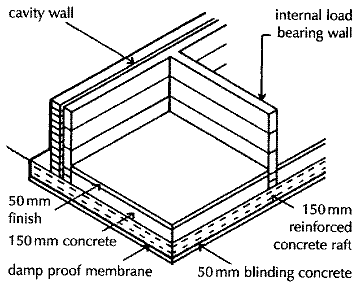 cavity wall
internal load
bearing wall
50 mm
finish
150 mm concrete
damp proof membrane
150 mm
reinforced
concrete raft
50 mm blinding concrete